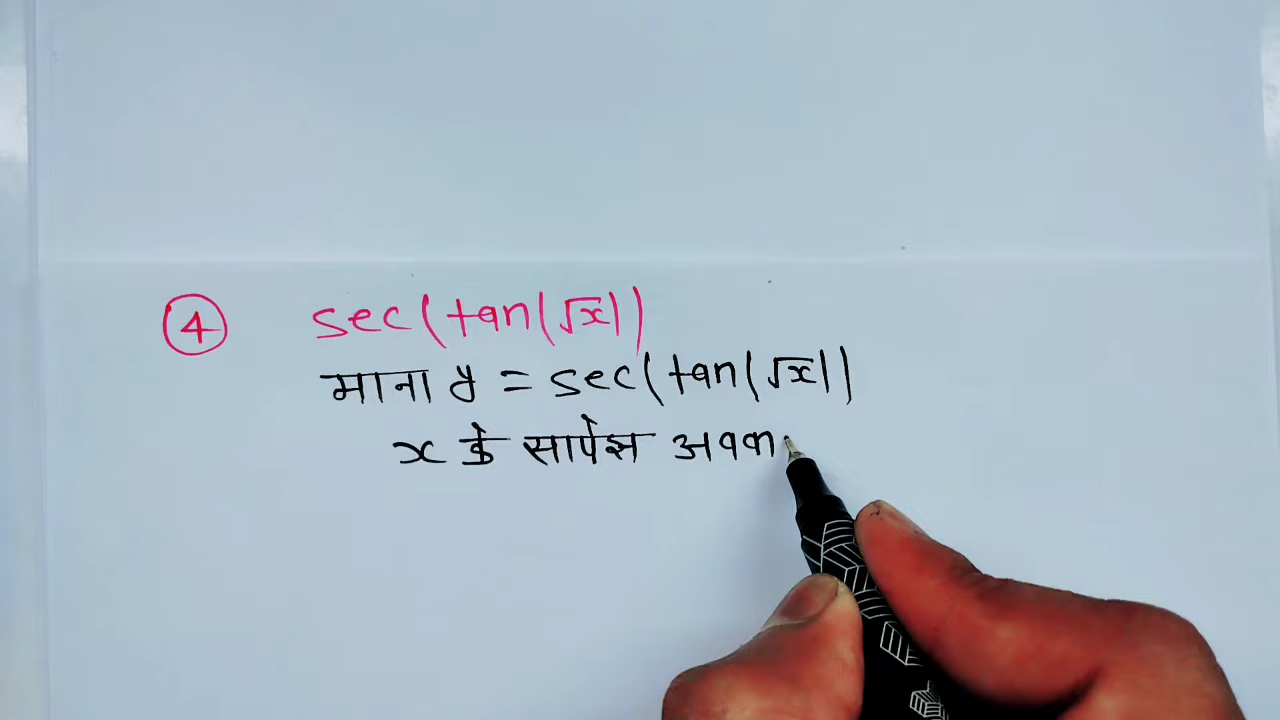 ④ sec(tan(√x))
माना y = sec(tan(√x))
x के सापेक्ष अवक